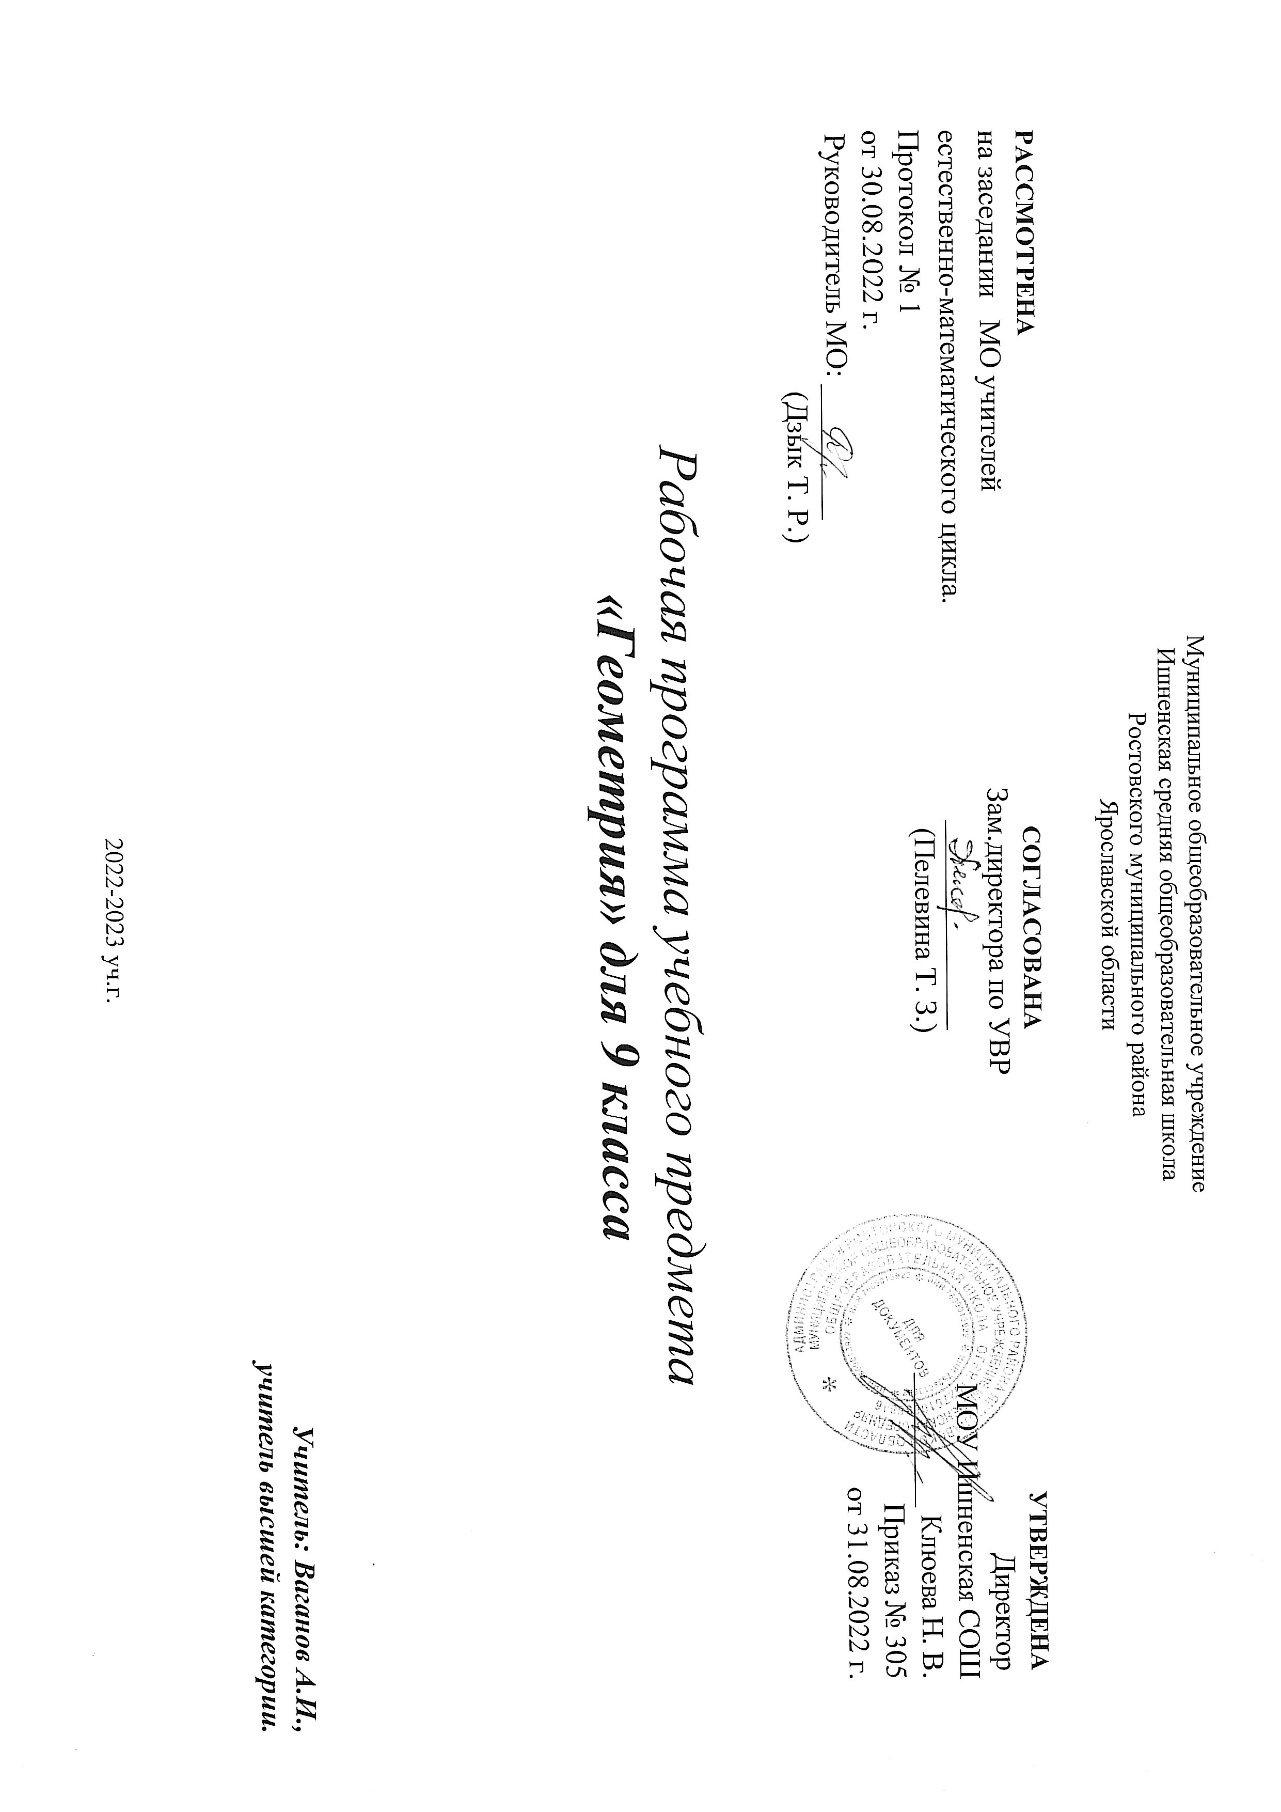 Муниципальное общеобразовательное учреждение
Ишненская средняя общеобразовательная школа
Ростовского муниципального района
Ярославской области
РАССМОТРЕНА
на заседании МО учителей
естественно-математического цикла.
Протокол № 1
от 30.08.2022 г.
Руководитель МО:
(Дзык Т. Р.)
СОГЛАСОВАНА
Зам.директора по УВР
(Пелевина Т. З.)
УТВЕРЖДЕНА
Директор
МОУ Ишненская СОШ
Клюева Н. В.
Приказ № 305
от 31.08.2022 г.
ДЛЯ
ДОКУМЕНТОВ
Рабочая программа учебного предмета
«Геометрия» для 9 класса
Учитель: Ваганов А.И.,
учитель высшей категории.
2022-2023 уч.г.